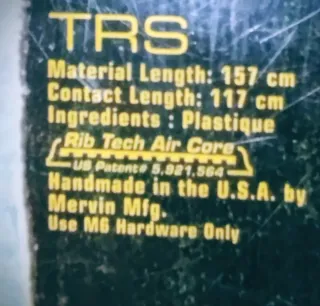 TRS
Material Length: 157 cm
Contact Length: 117 cm
Ingredients : Plastique
Rib Tech Air Core
US Patent# 5,821,564
Handmade in the U.S.A. by
Mervin Mfg.
Use M6 Hardware Only